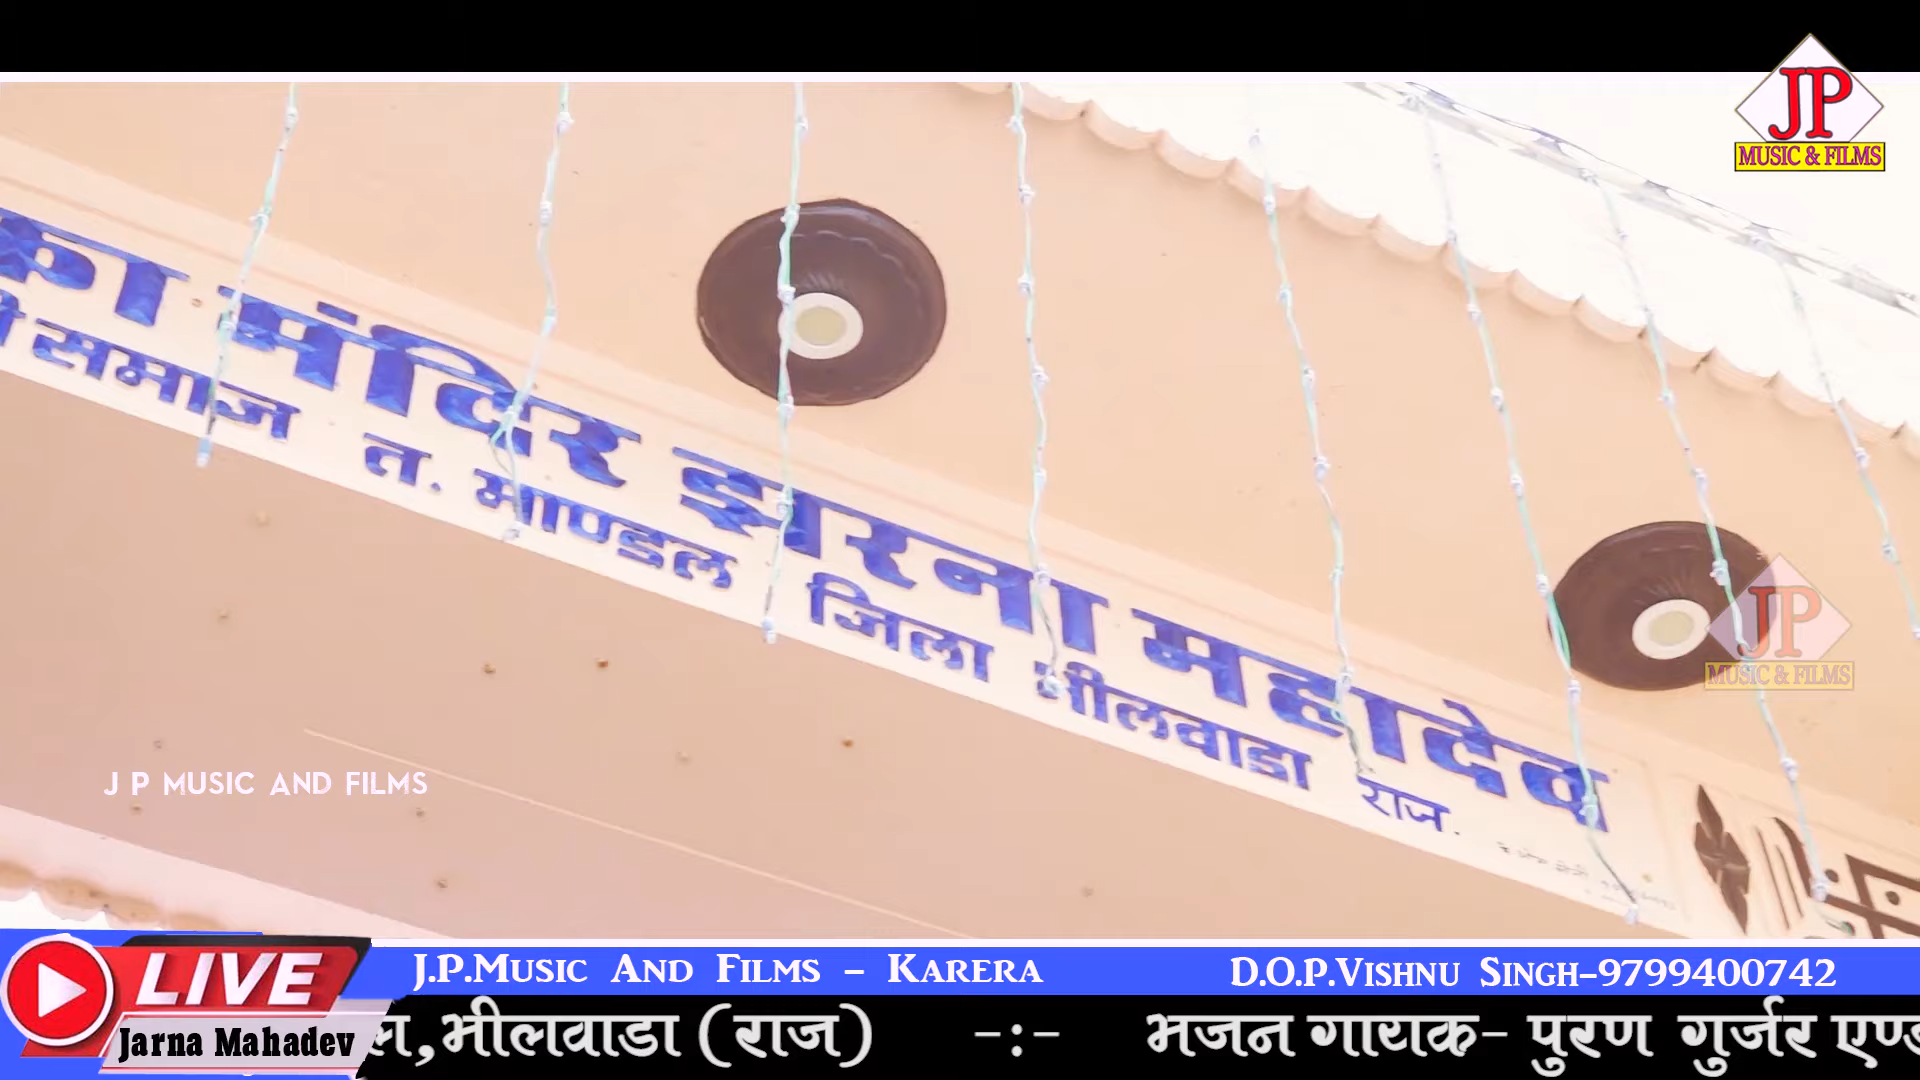 JP
MUSIC & FILMS
का मंदिर झरना महादेव
समाज त. माण्डल जिला भीलवाडा राज.
JP
MUSIC & FILMS
J P MUSIC AND FILMS
LIVE
J.P.Music And Films - Karera
D.O.P.Vishnu Singh-9799400742
Jarna Mahadev
ल,भीलवाडा (राज) -:- भजन गायक- पुरण गुर्जर एण्ड